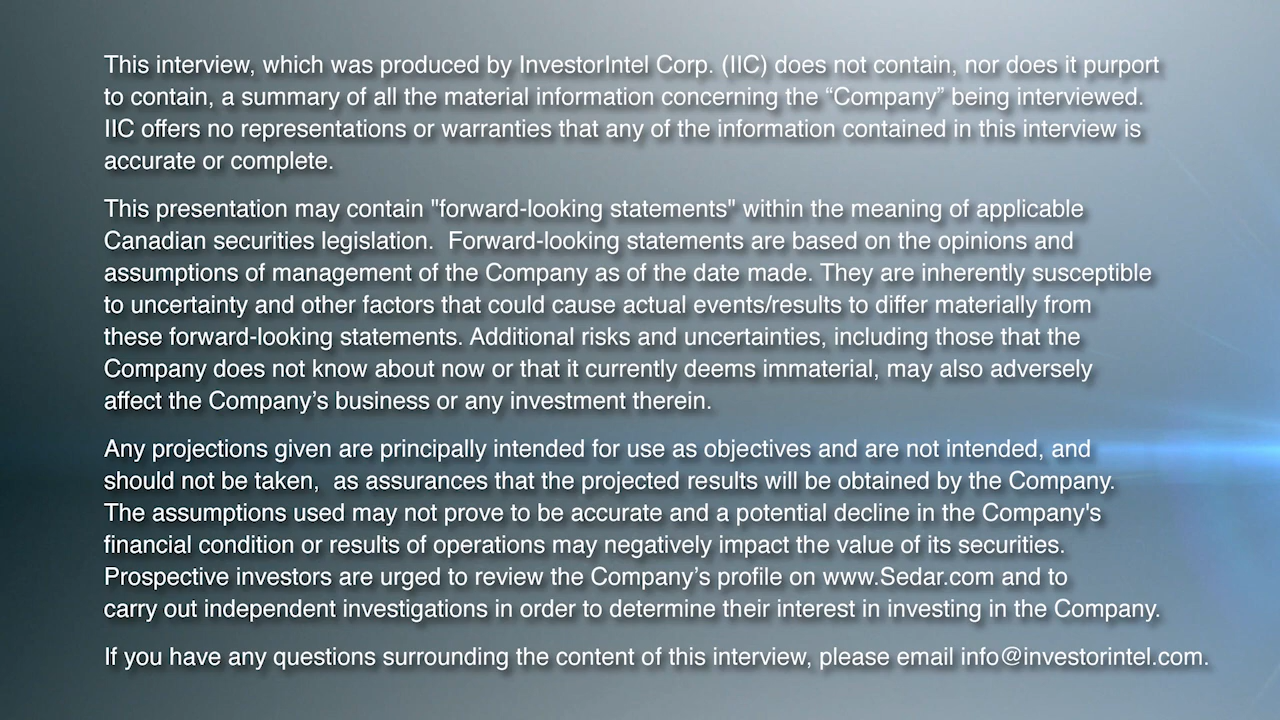 This interview, which was produced by InvestorIntel Corp. (IIC) does not contain, nor does it purport
to contain, a summary of all the material information concerning the “Company” being interviewed.
IIC offers no representations or warranties that any of the information contained in this interview is
accurate or complete.
This presentation may contain "forward-looking statements" within the meaning of applicable
Canadian securities legislation.  Forward-looking statements are based on the opinions and
assumptions of management of the Company as of the date made. They are inherently susceptible
to uncertainty and other factors that could cause actual events/results to differ materially from
these forward-looking statements. Additional risks and uncertainties, including those that the
Company does not know about now or that it currently deems immaterial, may also adversely
affect the Company’s business or any investment therein.
Any projections given are principally intended for use as objectives and are not intended, and
should not be taken,  as assurances that the projected results will be obtained by the Company.
The assumptions used may not prove to be accurate and a potential decline in the Company's
financial condition or results of operations may negatively impact the value of its securities.
Prospective investors are urged to review the Company’s profile on www.Sedar.com and to
carry out independent investigations in order to determine their interest in investing in the Company.
If you have any questions surrounding the content of this interview, please email info@investorintel.com.